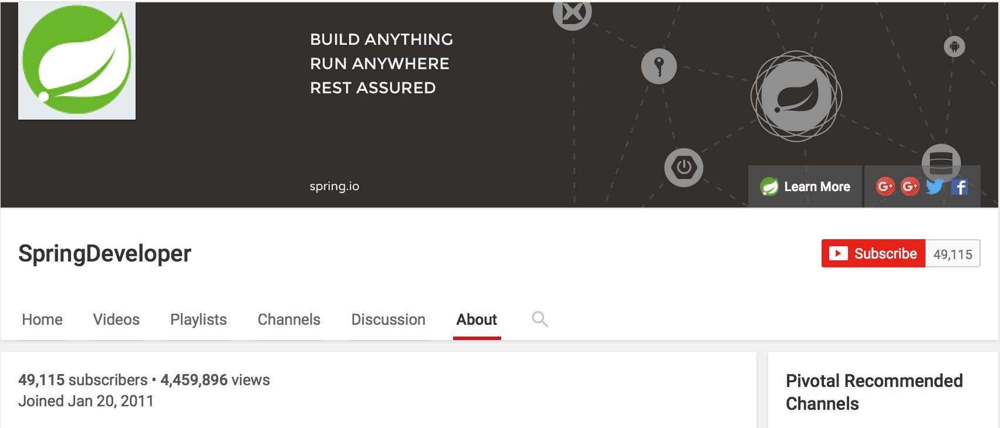 BUILD ANYTHING
RUN ANYWHERE
REST ASSURED
spring.io
Learn More
G+ G+ f
SpringDeveloper
Subscribe 49,115
Home Videos Playlists Channels Discussion About
49,115 subscribers • 4,459,896 views
Joined Jan 20, 2011
Pivotal Recommended
Channels